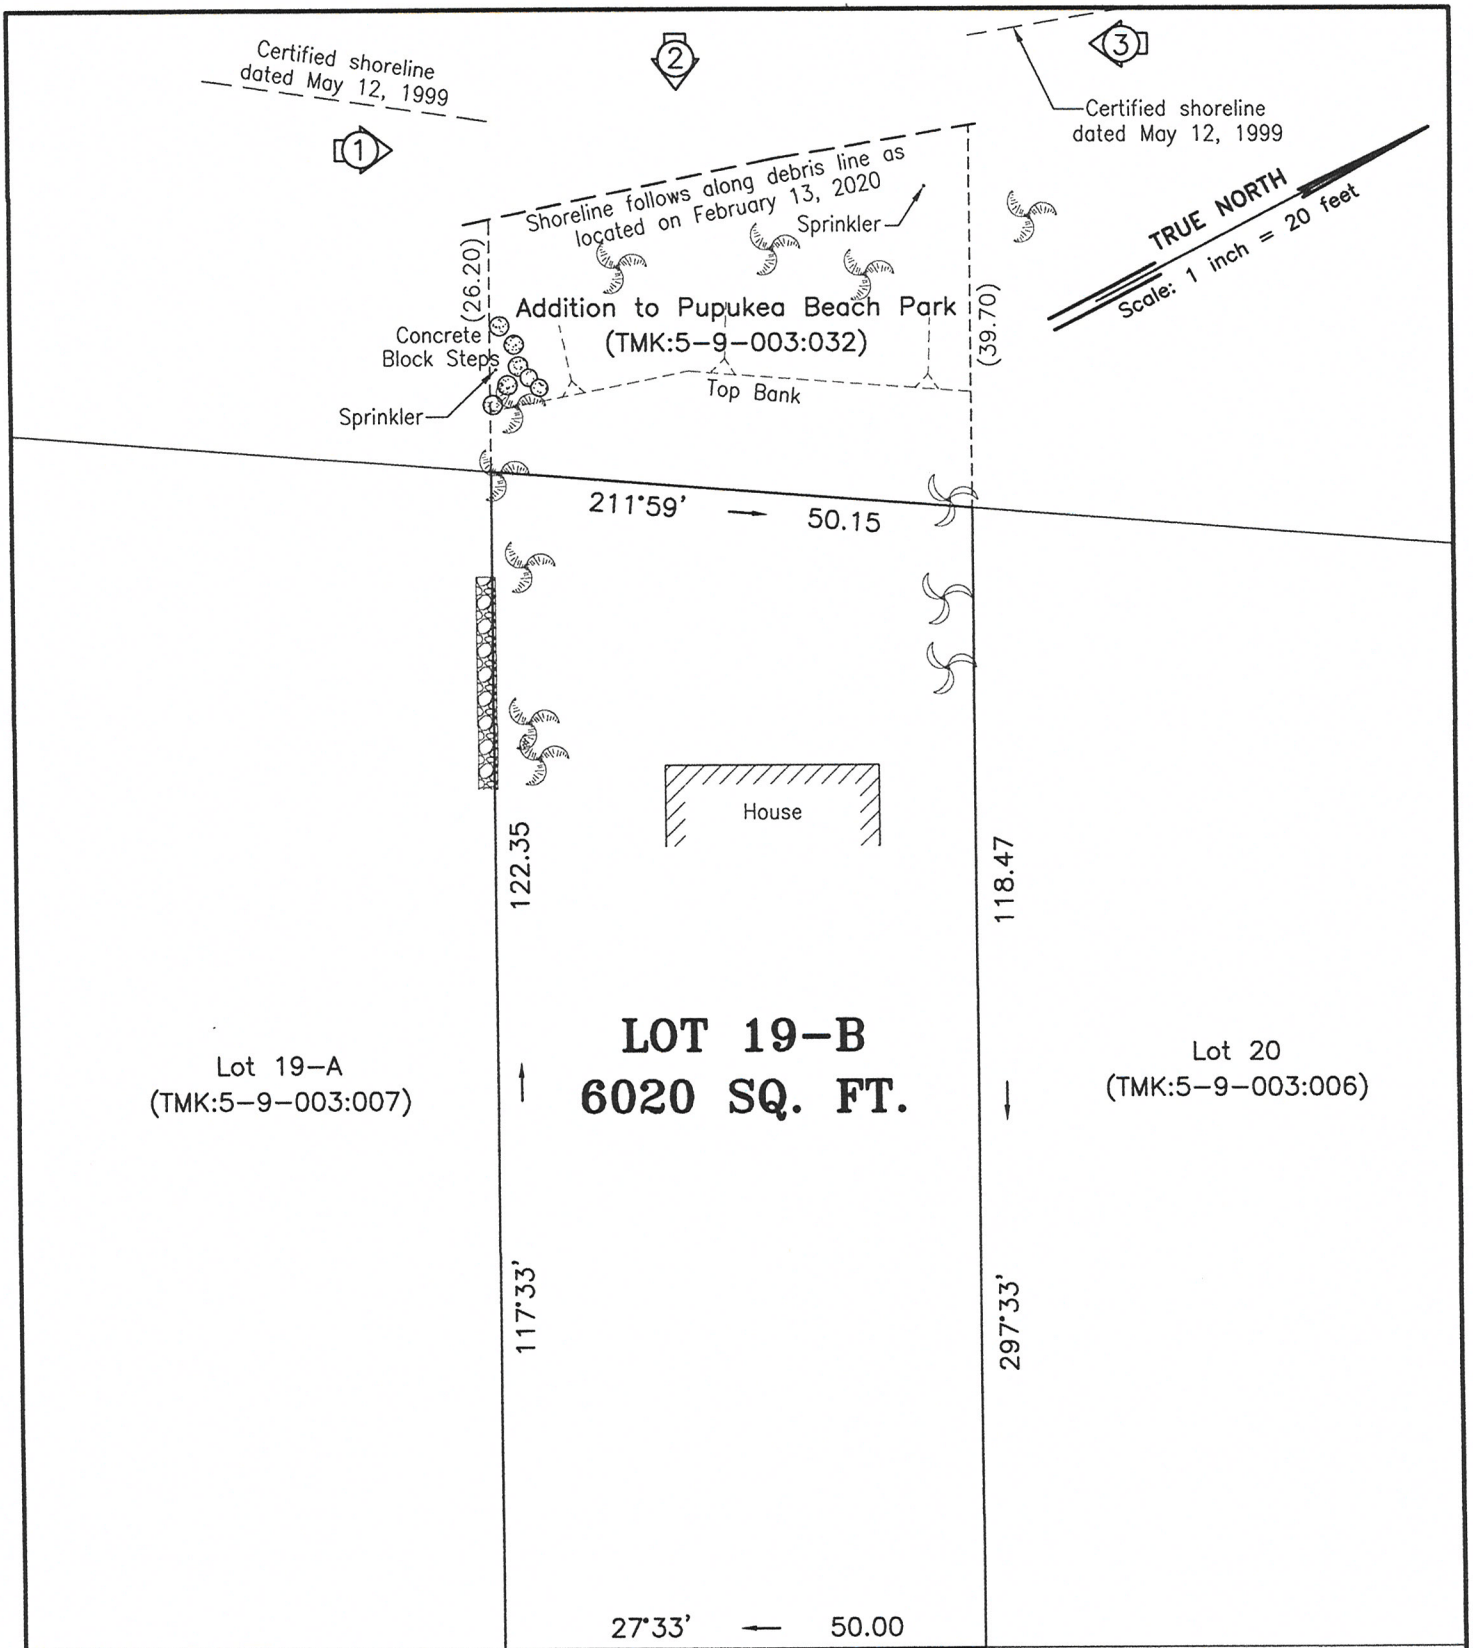 Certified shoreline
dated May 12, 1999
2
3
Certified shoreline
dated May 12, 1999
1
Shoreline follows along debris line as
located on February 13, 2020
Sprinkler
TRUE NORTH
Scale: 1 inch = 20 feet
(26.20)
Addition to Pupukea Beach Park
(TMK:5-9-003:032)
(39.70)
Concrete
Block Steps
Top Bank
Sprinkler
211°59' 50.15
House
122.35
118.47
LOT 19-B
6020 SQ. FT.
Lot 19-A
(TMK:5-9-003:007)
Lot 20
(TMK:5-9-003:006)
117°33'
297°33'
27°33' 50.00